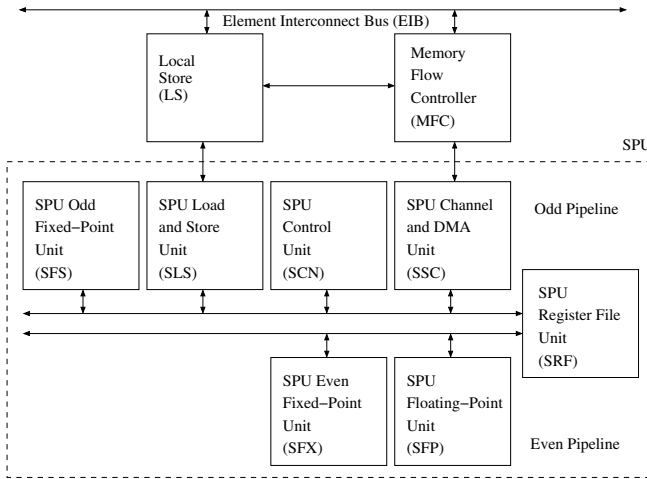 Element Interconnect Bus (EIB)
Local
Store
(LS)
Memory
Flow
Controller
(MFC)
SPU
SPU Odd
Fixed−Point
Unit
(SFS)
SPU Load
and Store
Unit
(SLS)
SPU
Control
Unit
(SCN)
SPU Channel
and DMA
Unit
(SSC)
Odd Pipeline
SPU
Register File
Unit
(SRF)
SPU Even
Fixed−Point
Unit
(SFX)
SPU
Floating−Point
Unit
(SFP)
Even Pipeline